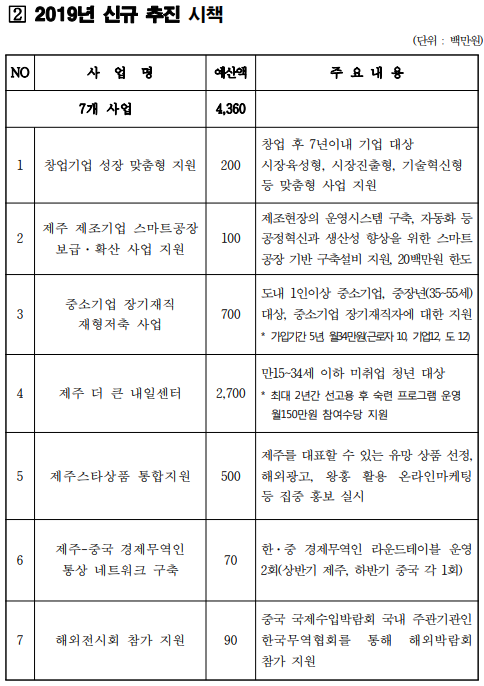 2 2019년 신규 추진 시책
(단위 : 백만원)
NO 사 업 명 예산액 주 요 내 용
7개 사업 4,360
1 창업기업 성장 맞춤형 지원 200
창업 후 7년이내 기업 대상
시장육성형, 시장진출형, 기술혁신형
등 맞춤형 사업 지원
2
제주 제조기업 스마트공장
보급·확산 사업 지원
100
제조현장의 운영시스템 구축, 자동화 등
공정혁신과 생산성 향상을 위한 스마트
공장 기반 구축설비 지원, 20백만원 한도
3
중소기업 장기재직
재형저축 사업
700
도내 1인이상 중소기업, 중장년(35~55세)
대상, 중소기업 장기재직자에 대한 지원
* 가입기간 5년 월34만원(근로자 10, 기업12, 도 12)
4 제주 더 큰 내일센터 2,700
만15~34세 이하 미취업 청년 대상
* 최대 2년간 선고용 후 숙련 프로그램 운영
월150만원 참여수당 지원
5 제주스타상품 통합지원 500
제주를 대표할 수 있는 유망 상품 선정,
해외광고, 왕홍 활용 온라인마케팅
등 집중 홍보 실시
6
제주-중국 경제무역인
통상 네트워크 구축
70
한·중 경제무역인 라운드테이블 운영
2회(상반기 제주, 하반기 중국 각 1회)
7 해외전시회 참가 지원 90
중국 국제수입박람회 국내 주관기관인
한국무역협회를 통해 해외박람회
참가 지원